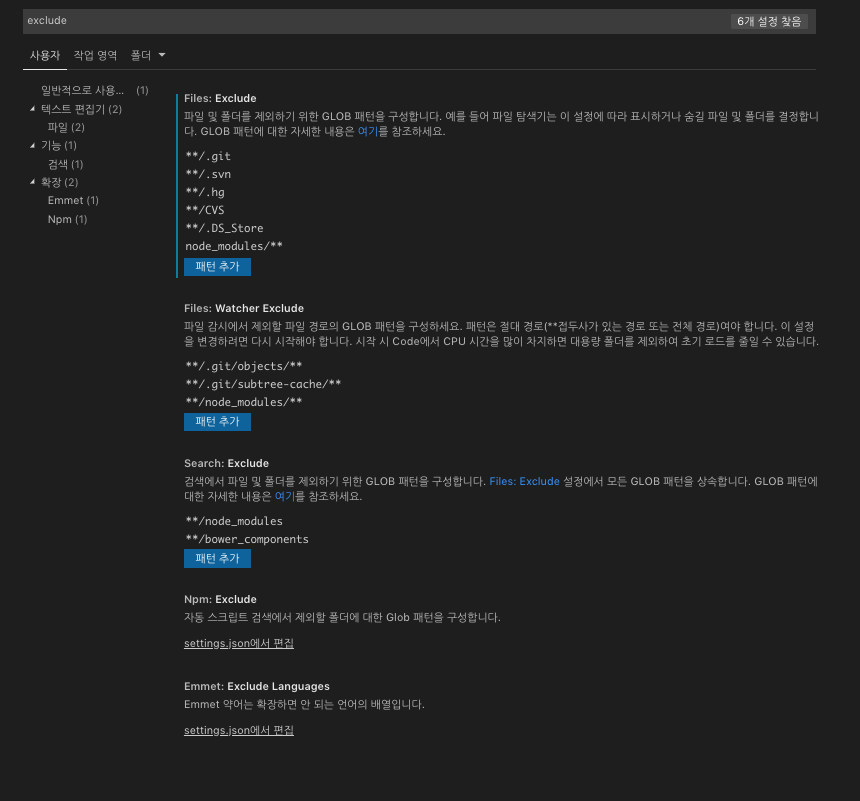 exclude
6개 설정 찾음
사용자 작업 영역 폴더
일반적으로 사용... (1)
텍스트 편집기 (2)
파일 (2)
기능 (1)
검색 (1)
확장 (2)
Emmet (1)
Npm (1)
Files: Exclude
파일 및 폴더를 제외하기 위한 GLOB 패턴을 구성합니다. 예를 들어 파일 탐색기는 이 설정에 따라 표시하거나 숨길 파일 및 폴더를 결정합니
다. GLOB 패턴에 대한 자세한 내용은 여기를 참조하세요.
**/.git
**/.svn
**/.hg
**/CVS
**/.DS_Store
node_modules/**
패턴 추가
Files: Watcher Exclude
파일 감시에서 제외할 파일 경로의 GLOB 패턴을 구성하세요. 패턴은 절대 경로(**접두사가 있는 경로 또는 전체 경로)여야 합니다. 이 설정
을 변경하려면 다시 시작해야 합니다. 시작 시 Code에서 CPU 시간을 많이 차지하면 대용량 폴더를 제외하여 초기 로드를 줄일 수 있습니다.
**/.git/objects/**
**/.git/subtree-cache/**
**/node_modules/**
패턴 추가
Search: Exclude
검색에서 파일 및 폴더를 제외하기 위한 GLOB 패턴을 구성합니다. Files: Exclude 설정에서 모든 GLOB 패턴을 상속합니다. GLOB 패턴에
대한 자세한 내용은 여기를 참조하세요.
**/node_modules
**/bower_components
패턴 추가
Npm: Exclude
자동 스크립트 검색에서 제외할 폴더에 대한 Glob 패턴을 구성합니다.
settings.json에서 편집
Emmet: Exclude Languages
Emmet 약어는 확장하면 안 되는 언어의 배열입니다.
settings.json에서 편집